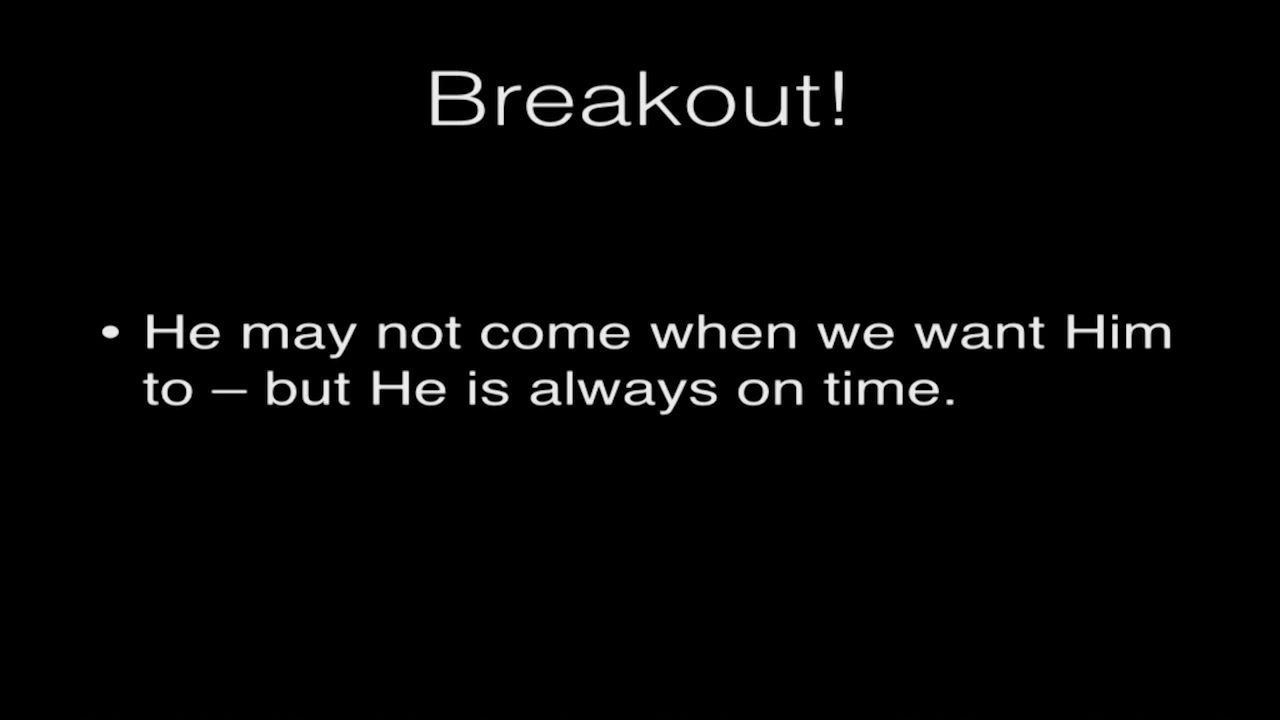 Breakout!
• He may not come when we want Him
to – but He is always on time.